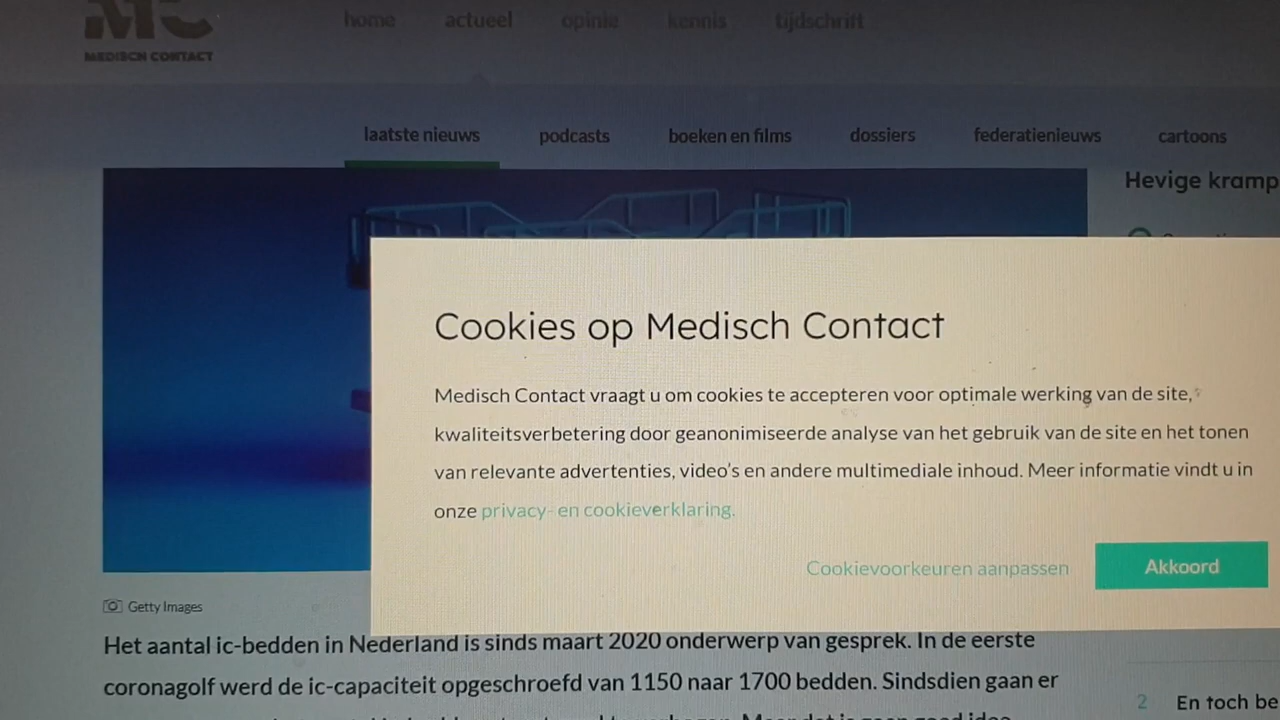 MC
MEDISCH CONTACT
home actueel opinie kennis tijdschrift
laatste nieuws podcasts boeken en films dossiers federatienieuws cartoons
Hevige kramp
Cookies op Medisch Contact
Medisch Contact vraagt u om cookies te accepteren voor optimale werking van de site,
kwaliteitsverbetering door geanonimiseerde analyse van het gebruik van de site en het tonen
van relevante advertenties, video's en andere multimediale inhoud. Meer informatie vindt u in
onze privacy- en cookieverklaring.
Cookievoorkeuren aanpassen Akkoord
Getty Images
Het aantal ic-bedden in Nederland is sinds maart 2020 onderwerp van gesprek. In de eerste
coronagolf werd de ic-capaciteit opgeschroefd van 1150 naar 1700 bedden. Sindsdien gaan er
2 En toch be